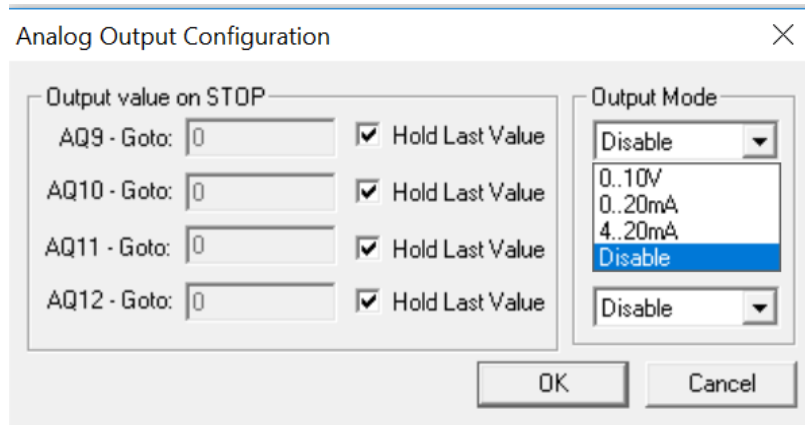 Analog Output Configuration
Output value on STOP
Output Mode
AQ9 - Goto: 0 Hold Last Value Disable
0..10V
AQ10 - Goto: 0 Hold Last Value
0..20mA
4..20mA
AQ11 - Goto: 0 Hold Last Value
Disable
AQ12 - Goto: 0 Hold Last Value Disable
OK Cancel